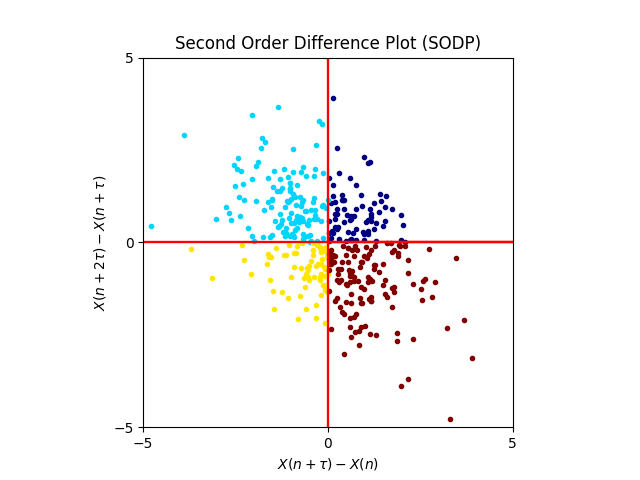 Second Order Difference Plot (SODP)
5
0
−5
X(n + 2τ) − X(n + τ)
−5 0 5
X(n + τ) − X(n)